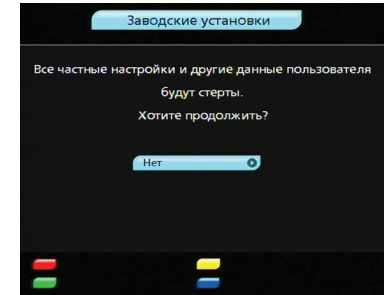 Заводские установки
Все частные настройки и другие данные пользователя
будут стерты.
Хотите продолжить?
Нет